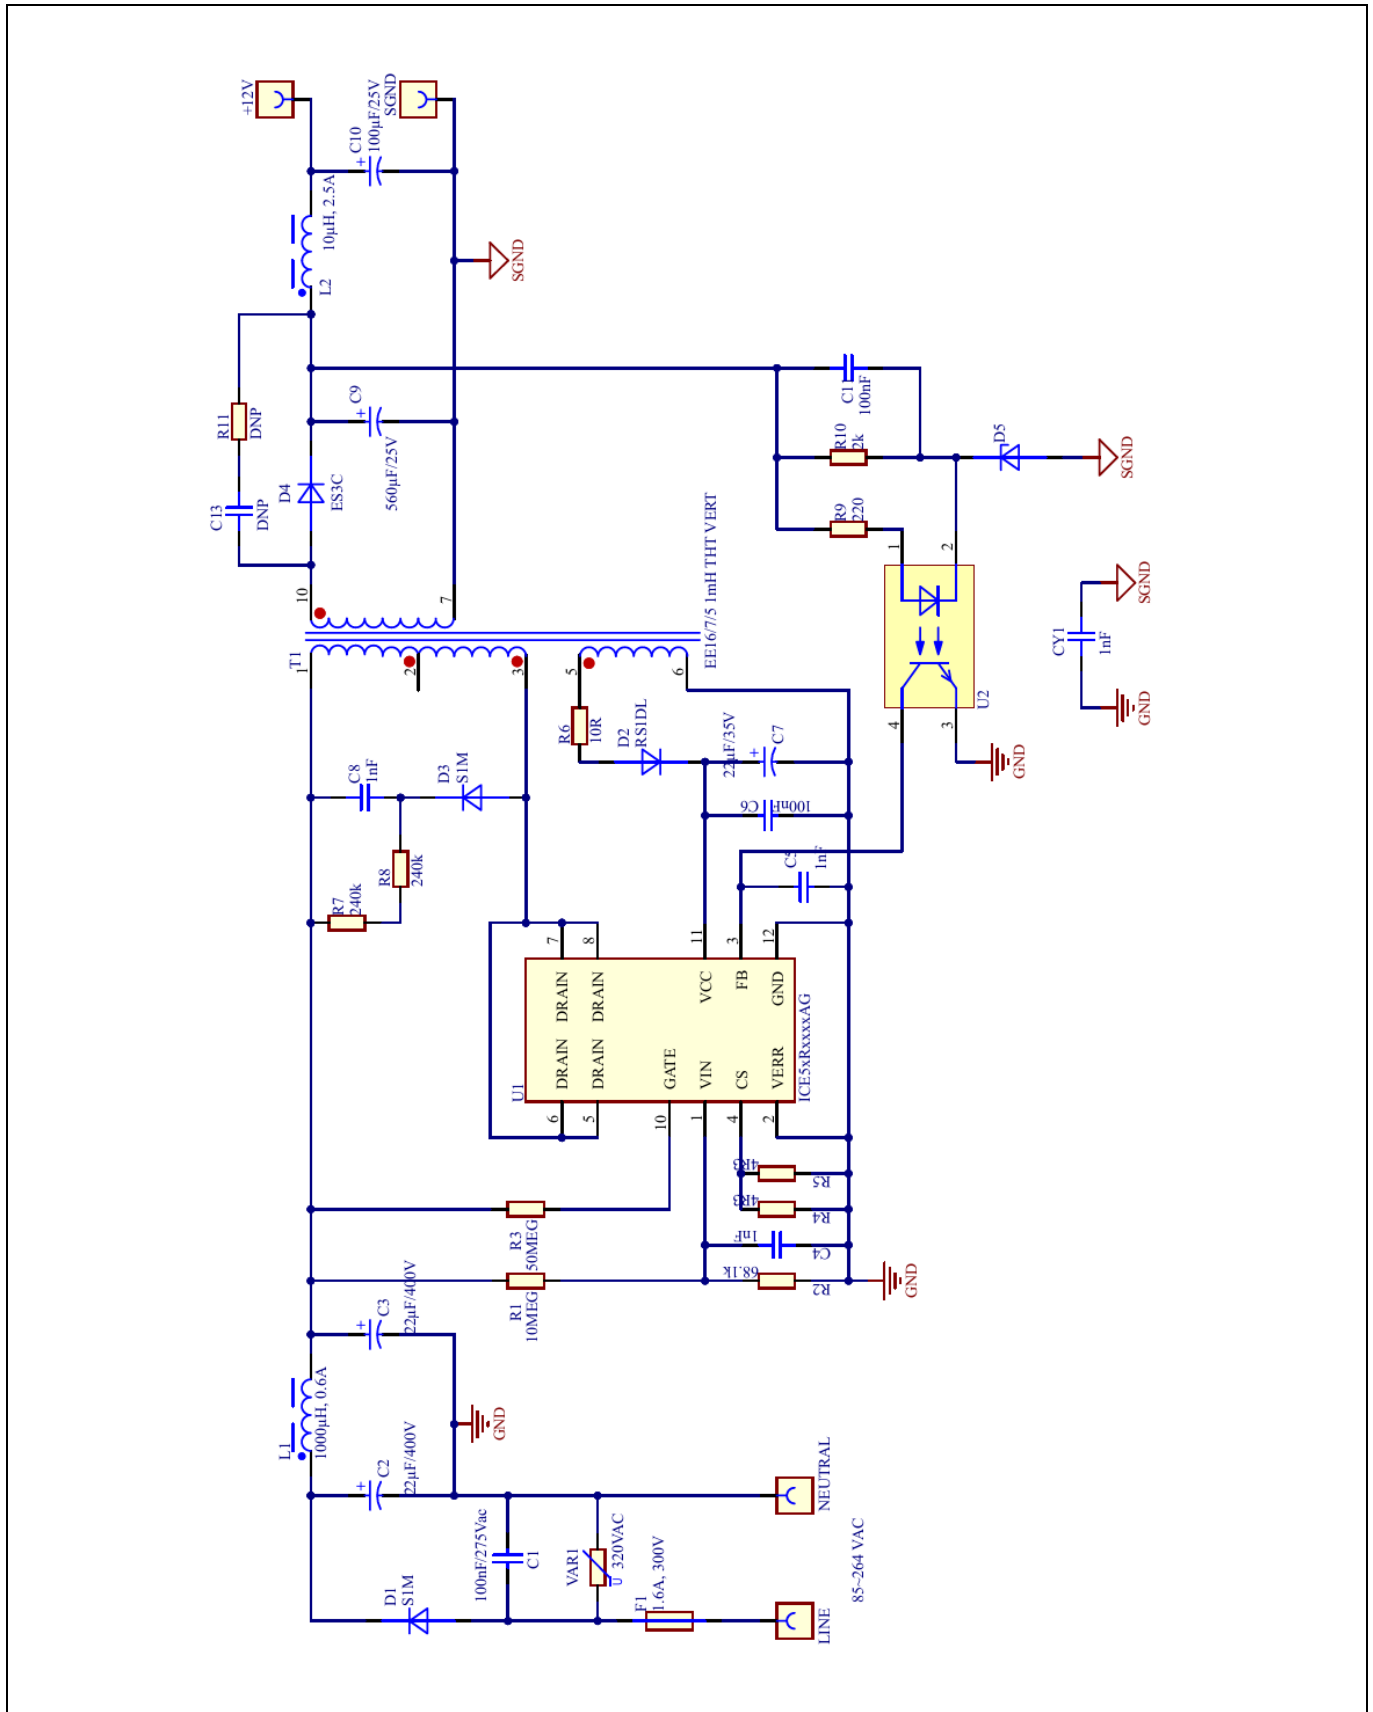 +12V
C10
100µF/25V
SGND
10µH, 2.5A
L2
SGND
R11
DNP
C9
560µF/25V
C13
DNP
D4
ES3C
C1
100nF
R10
2k
R9
220
D5
SGND
10
7
T1
1
2
3
5
6
EE16/7/5 1mH THT VERT
1
2
4
3
U2
GND
CY1
1nF
SGND
GND
C8
1nF
D3
S1M
R8
240k
R7
240k
R6
10R
D2
RS1DL
22µF/35V
C7
C6
100nF
C5
1nF
7
8
11
3
12
DRAIN
DRAIN
VCC
FB
GND
DRAIN
DRAIN
GATE
VIN
CS
VERR
U1
ICE5xRxxxxAG
6
5
10
1
4
2
4R3
R5
4R3
R4
1nF
C4
68.1k
R2
GND
R3
50MEG
R1
10MEG
C3
22µF/400V
L1
1000µH, 0.6A
GND
C2
22µF/400V
D1
S1M
100nF/275Vac
C1
VAR1
U
320VAC
F1
1.6A, 300V
NEUTRAL
LINE
85~264 VAC